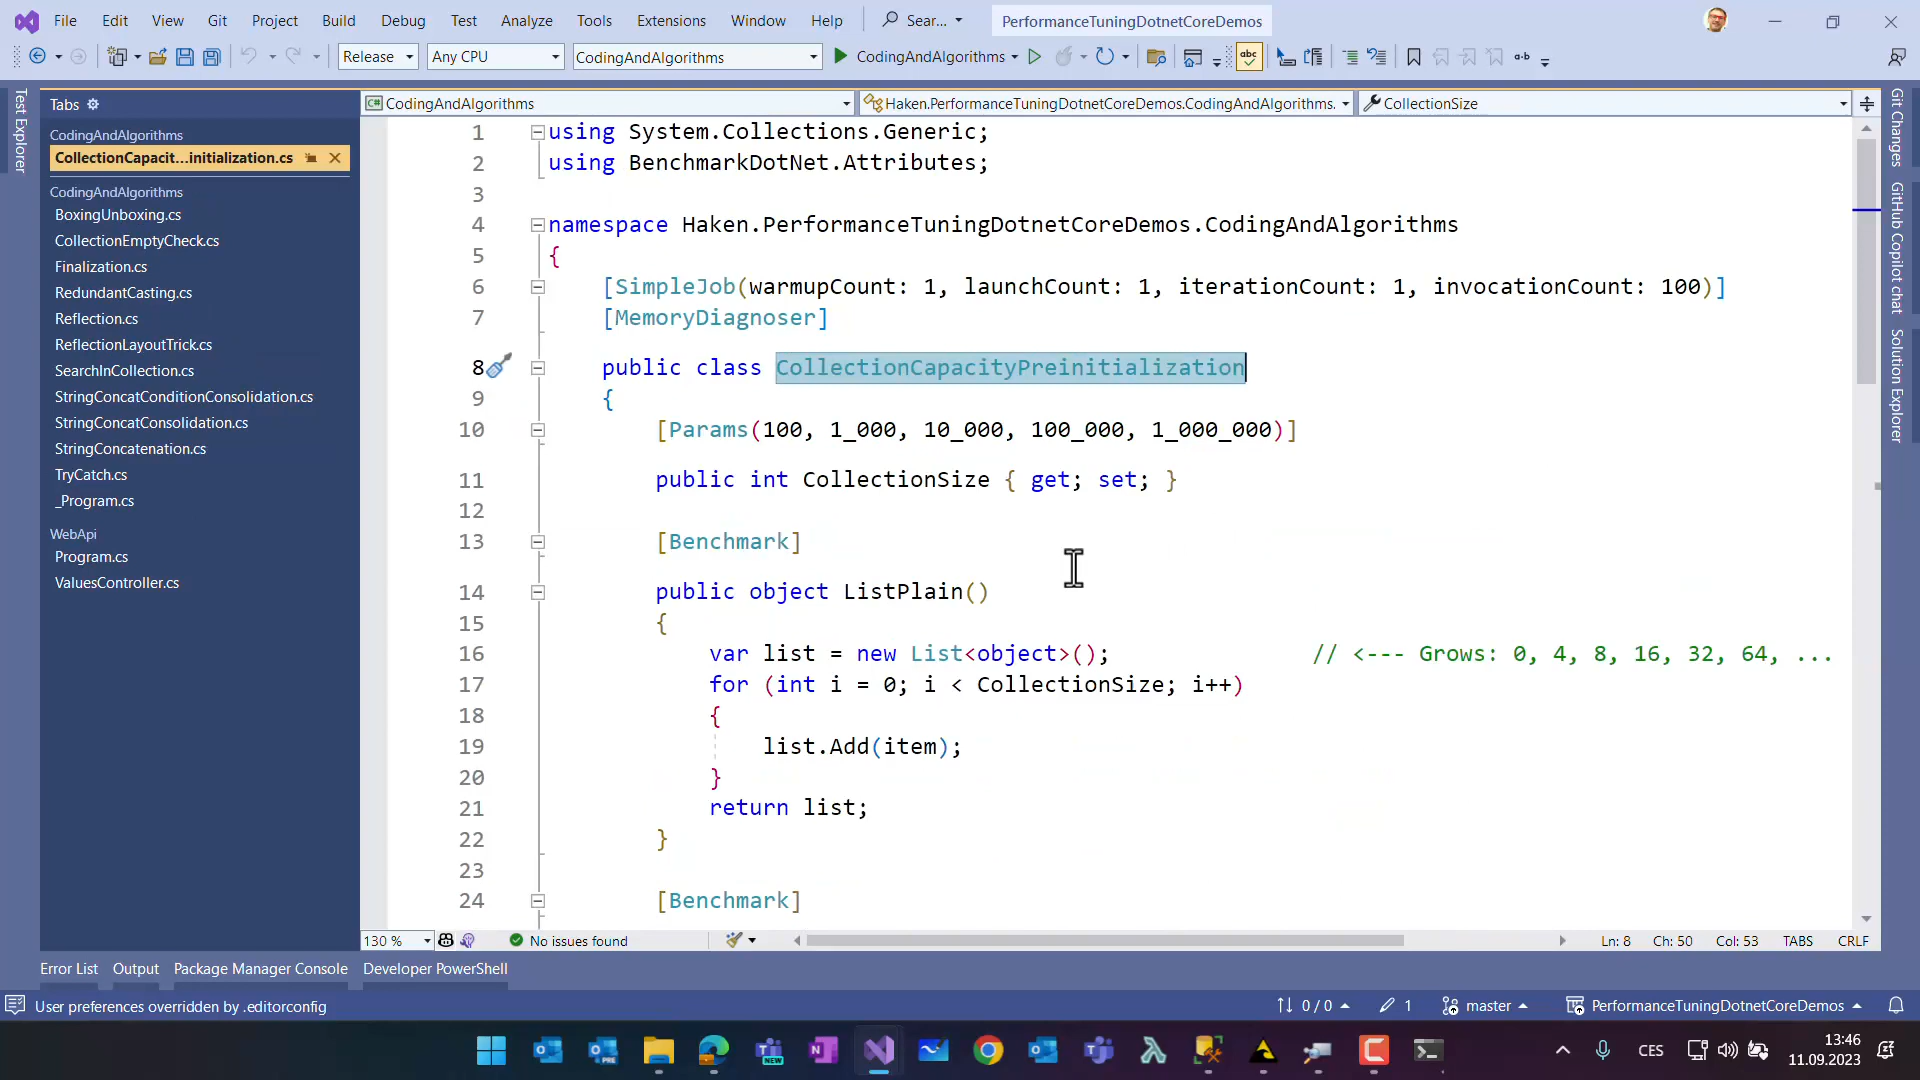 File Edit View Git Project Build Debug Test Analyze Tools Extensions Window Help Sear... PerformanceTuningDotnetCoreDemos
Release Any CPU CodingAndAlgorithms CodingAndAlgorithms
Test Explorer
Tabs
CodingAndAlgorithms
CollectionCapacit...initialization.cs
CodingAndAlgorithms
BoxingUnboxing.cs
CollectionEmptyCheck.cs
Finalization.cs
RedundantCasting.cs
Reflection.cs
ReflectionLayoutTrick.cs
SearchInCollection.cs
StringConcatConditionConsolidation.cs
StringConcatConsolidation.cs
StringConcatenation.cs
TryCatch.cs
_Program.cs
WebApi
Program.cs
ValuesController.cs
CodingAndAlgorithms Haken.PerformanceTuningDotnetCoreDemos.CodingAndAlgorithms. CollectionSize
1 using System.Collections.Generic;
2 using BenchmarkDotNet.Attributes;
3
4 namespace Haken.PerformanceTuningDotnetCoreDemos.CodingAndAlgorithms
5 {
6 [SimpleJob(warmupCount: 1, launchCount: 1, iterationCount: 1, invocationCount: 100)]
7 [MemoryDiagnoser]
8 public class CollectionCapacityPreinitialization
9 {
10 [Params(100, 1_000, 10_000, 100_000, 1_000_000)]
11 public int CollectionSize { get; set; }
12
13 [Benchmark]
14 public object ListPlain()
15 {
16 var list = new List<object>(); // <--- Grows: 0, 4, 8, 16, 32, 64, ...
17 for (int i = 0; i < CollectionSize; i++)
18 {
19 list.Add(item);
20 }
21 return list;
22 }
23
24 [Benchmark]
Git Changes
GitHub Copilot chat
Solution Explorer
130 % No issues found Ln: 8 Ch: 50 Col: 53 TABS CRLF
Error List Output Package Manager Console Developer PowerShell
User preferences overridden by .editorconfig 0 / 0 1 master PerformanceTuningDotnetCoreDemos
CES 13:46
11.09.2023